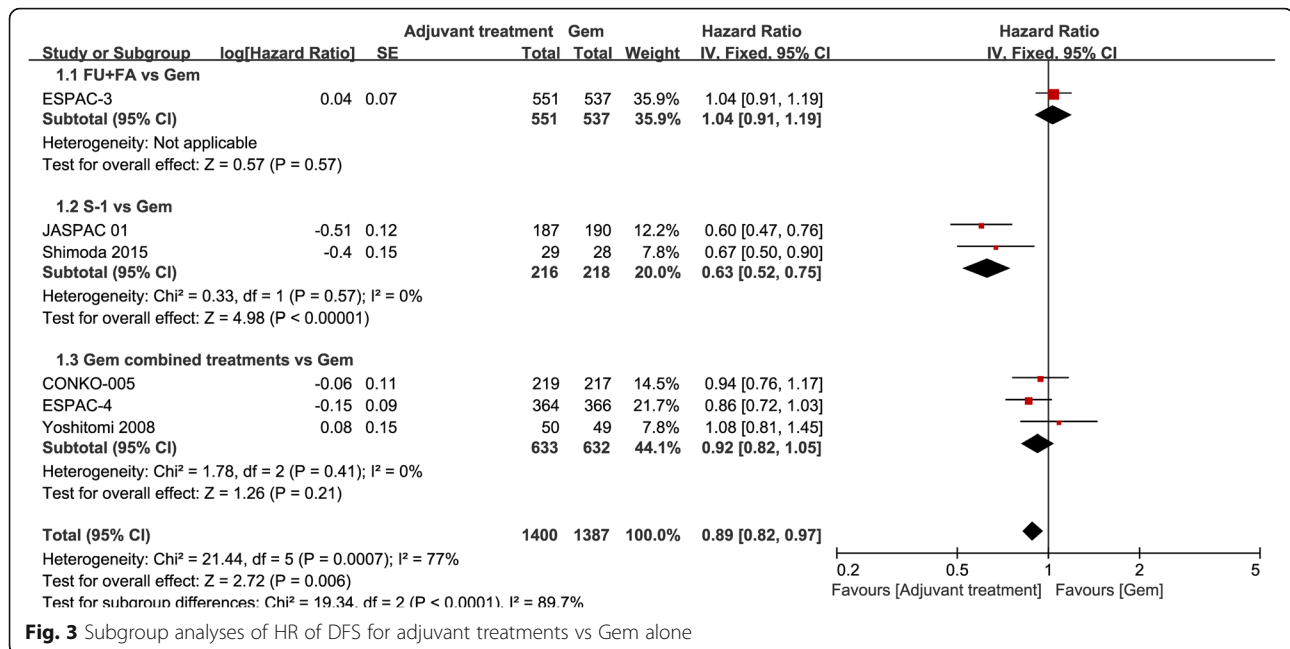 Adjuvant treatment Gem Hazard Ratio Hazard Ratio
Study or Subgroup log[Hazard Ratio] SE Total Total Weight IV, Fixed, 95% CI IV, Fixed, 95% CI
1.1 FU+FA vs Gem
ESPAC-3 0.04 0.07 551 537 35.9% 1.04 [0.91, 1.19]
Subtotal (95% CI) 551 537 35.9% 1.04 [0.91, 1.19]
Heterogeneity: Not applicable
Test for overall effect: Z = 0.57 (P = 0.57)
1.2 S-1 vs Gem
JASPAC 01 -0.51 0.12 187 190 12.2% 0.60 [0.47, 0.76]
Shimoda 2015 -0.4 0.15 29 28 7.8% 0.67 [0.50, 0.90]
Subtotal (95% CI) 216 218 20.0% 0.63 [0.52, 0.75]
Heterogeneity: Chi² = 0.33, df = 1 (P = 0.57); I² = 0%
Test for overall effect: Z = 4.98 (P < 0.00001)
1.3 Gem combined treatments vs Gem
CONKO-005 -0.06 0.11 219 217 14.5% 0.94 [0.76, 1.17]
ESPAC-4 -0.15 0.09 364 366 21.7% 0.86 [0.72, 1.03]
Yoshitomi 2008 0.08 0.15 50 49 7.8% 1.08 [0.81, 1.45]
Subtotal (95% CI) 633 632 44.1% 0.92 [0.82, 1.05]
Heterogeneity: Chi² = 1.78, df = 2 (P = 0.41); I² = 0%
Test for overall effect: Z = 1.26 (P = 0.21)
Total (95% CI) 1400 1387 100.0% 0.89 [0.82, 0.97]
Heterogeneity: Chi² = 21.44, df = 5 (P = 0.0007); I² = 77%
Test for overall effect: Z = 2.72 (P = 0.006)
Test for subgroup differences: Chi² = 19.34, df = 2 (P < 0.0001), I² = 89.7%
0.2 0.5 1 2 5
Favours [Adjuvant treatment] Favours [Gem]
Fig. 3 Subgroup analyses of HR of DFS for adjuvant treatments vs Gem alone